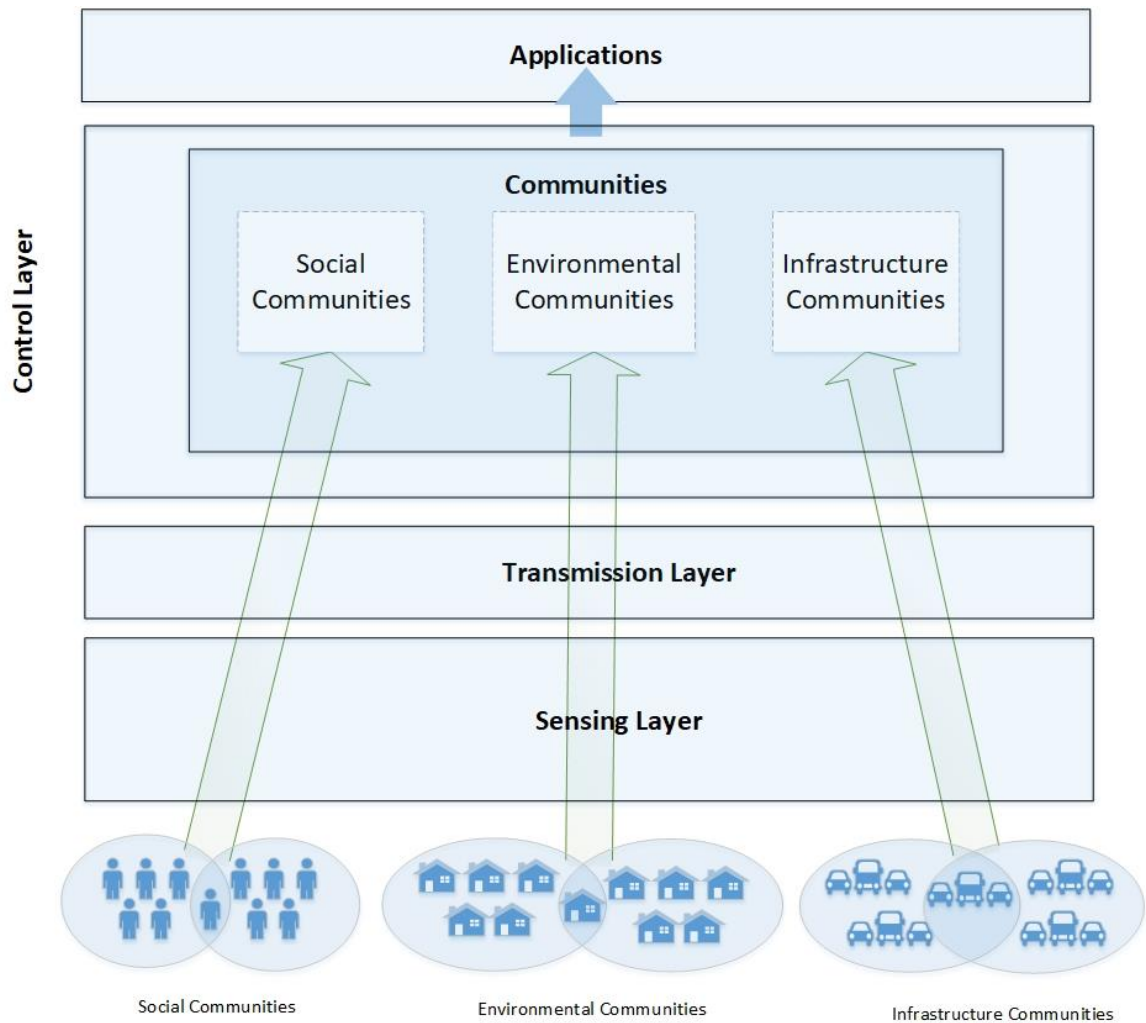 Applications
Control Layer
Communities
Social
Communities
Environmental
Communities
Infrastructure
Communities
Transmission Layer
Sensing Layer
Social Communities
Environmental Communities
Infrastructure Communities